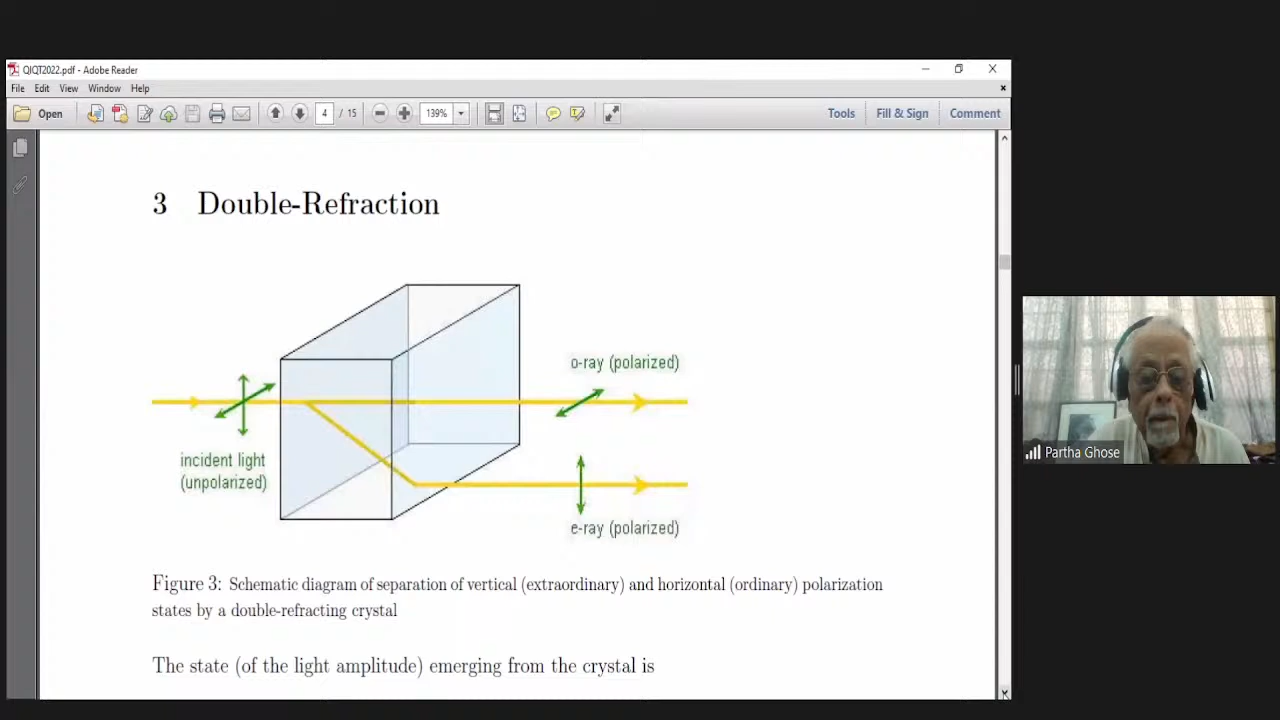 QIQT2022.pdf - Adobe Reader
File Edit View Window Help
Open 4 / 15 139% Tools Fill & Sign Comment
3 Double-Refraction
o-ray (polarized)
incident light
(unpolarized)
e-ray (polarized)
Figure 3: Schematic diagram of separation of vertical (extraordinary) and horizontal (ordinary) polarization
states by a double-refracting crystal
The state (of the light amplitude) emerging from the crystal is
Partha Ghose